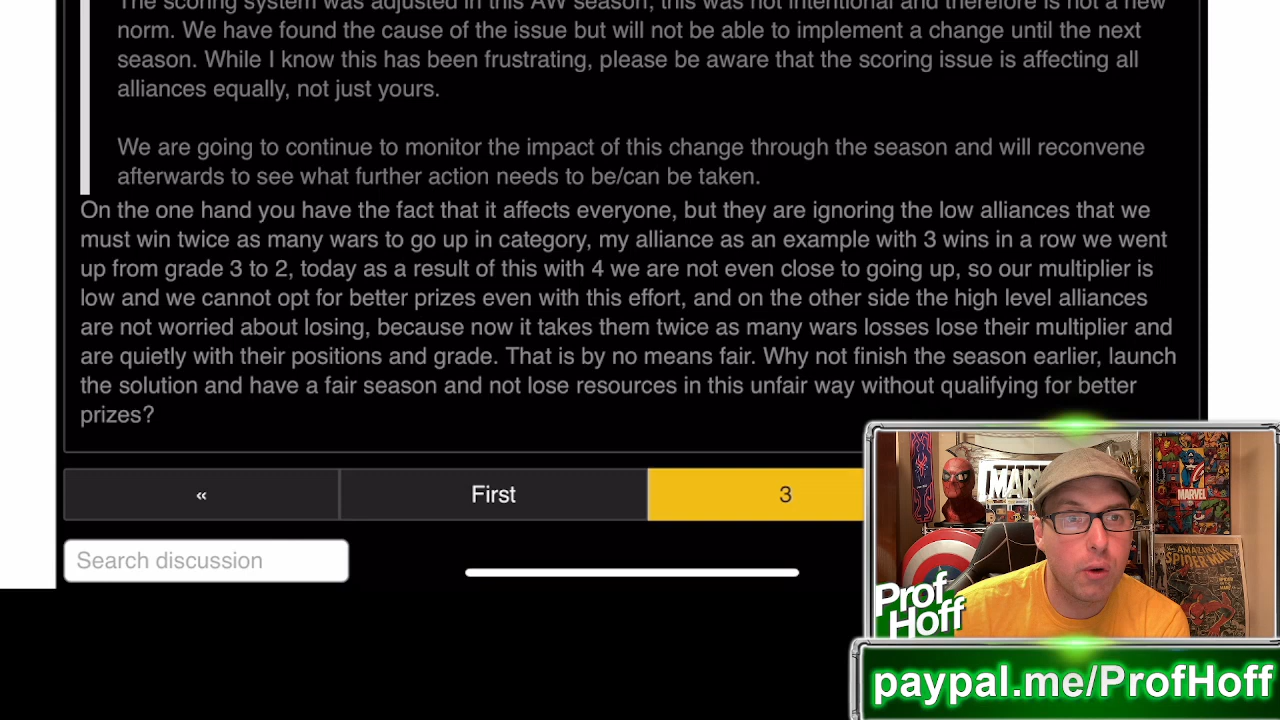 The scoring system was adjusted in this AW season, this was not intentional and therefore is not a new
norm. We have found the cause of the issue but will not be able to implement a change until the next
season. While I know this has been frustrating, please be aware that the scoring issue is affecting all
alliances equally, not just yours.
We are going to continue to monitor the impact of this change through the season and will reconvene
afterwards to see what further action needs to be/can be taken.
On the one hand you have the fact that it affects everyone, but they are ignoring the low alliances that we
must win twice as many wars to go up in category, my alliance as an example with 3 wins in a row we went
up from grade 3 to 2, today as a result of this with 4 we are not even close to going up, so our multiplier is
low and we cannot opt for better prizes even with this effort, and on the other side the high level alliances
are not worried about losing, because now it takes them twice as many wars losses lose their multiplier and
are quietly with their positions and grade. That is by no means fair. Why not finish the season earlier, launch
the solution and have a fair season and not lose resources in this unfair way without qualifying for better
prizes?
« First 3
Search discussion
MARV
MARVEL
AMAZING
SPIDER-MAN
Prof
Hoff
paypal.me/ProfHoff